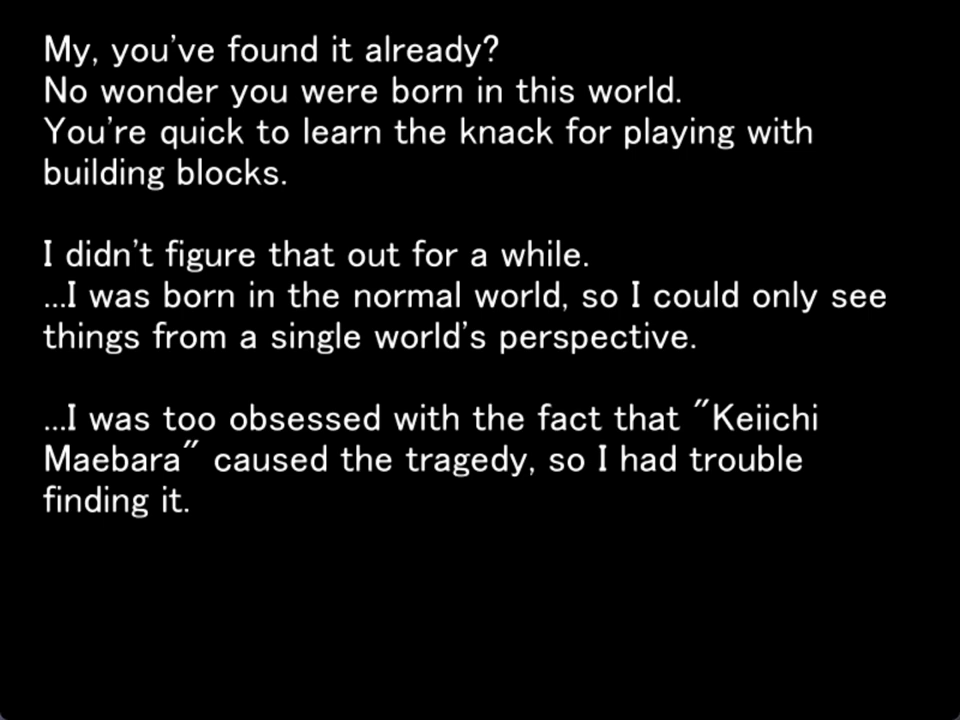 My, you've found it already?
No wonder you were born in this world.
You're quick to learn the knack for playing with
building blocks.
I didn't figure that out for a while.
...I was born in the normal world, so I could only see
things from a single world's perspective.
...I was too obsessed with the fact that "Keiichi
Maebara" caused the tragedy, so I had trouble
finding it.